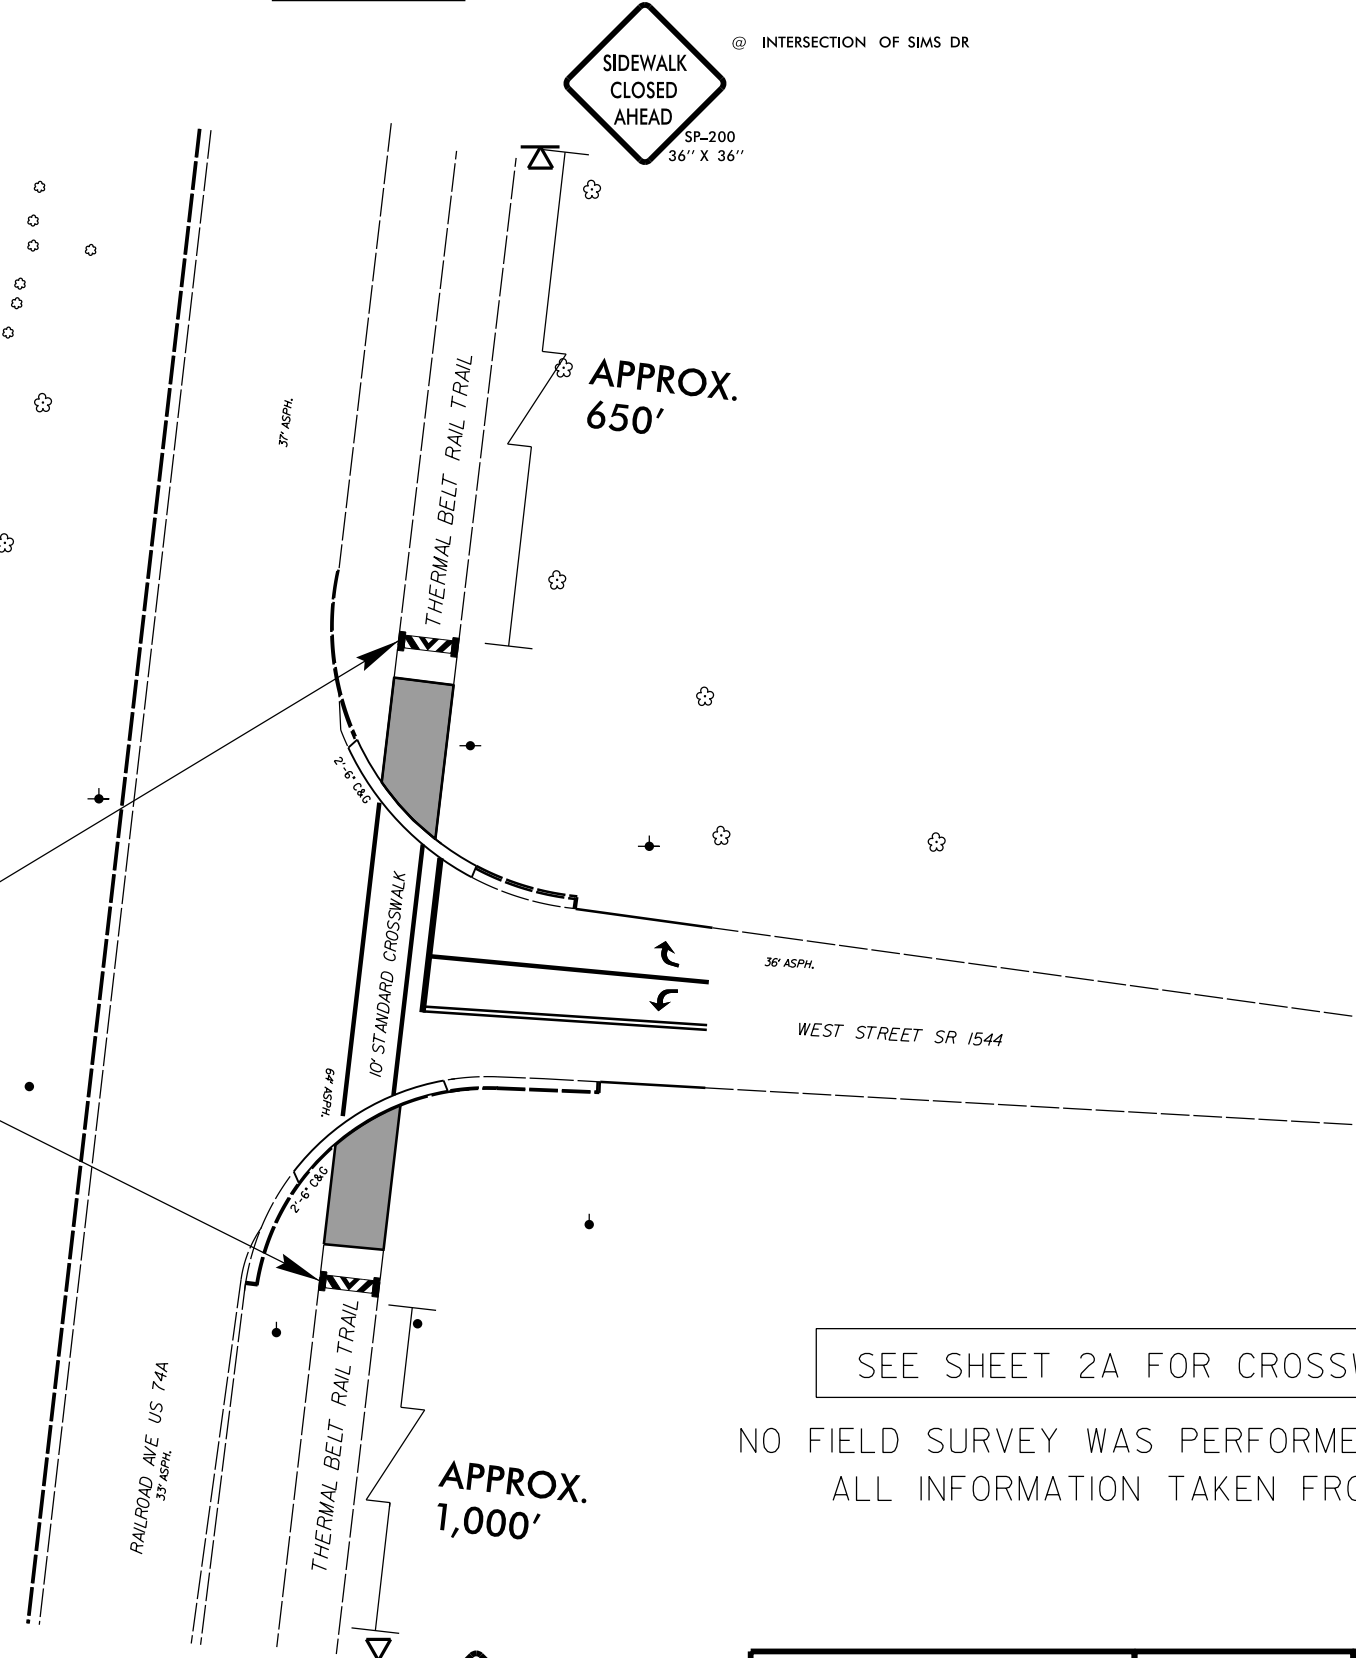 @ INTERSECTION OF SIMS DR
SIDEWALK
CLOSED
AHEAD
SP-200
36'' X 36''
37' ASPH.
THERMAL BELT RAIL TRAIL
APPROX.
650'
2'-6" C&G
10' STANDARD CROSSWALK
36' ASPH.
WEST STREET SR 1544
64' ASPH.
2'-6" C&G
RAILROAD AVE US 74A
33' ASPH.
THERMAL BELT RAIL TRAIL
APPROX.
1,000'
SEE SHEET 2A FOR
NO FIELD SURVEY WAS
ALL INFORMATION TAKEN